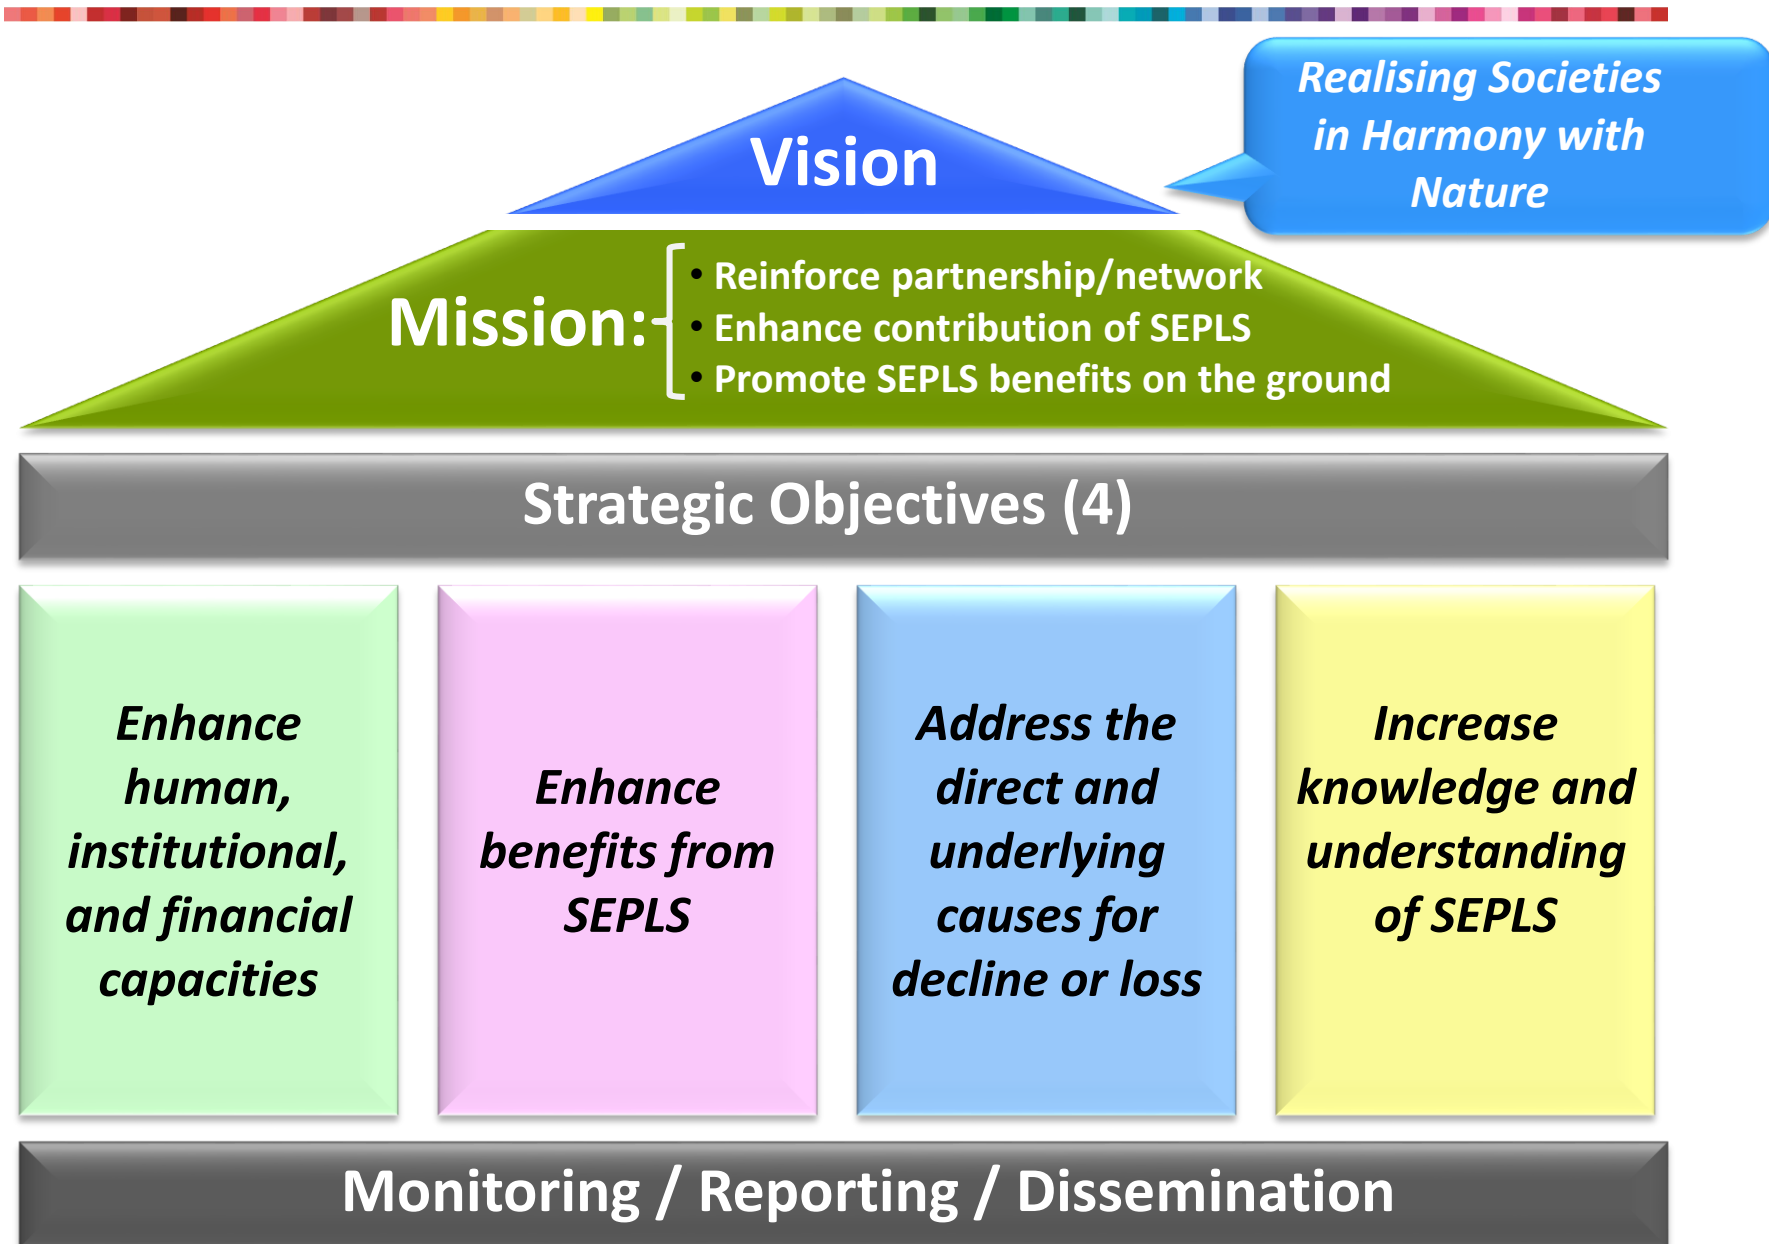 Realising Societies
in Harmony with
Nature
Vision
Mission:
• Reinforce partnership/network
• Enhance contribution of SEPLS
• Promote SEPLS benefits on the ground
Strategic Objectives (4)
Enhance
human,
institutional,
and financial
capacities
Enhance
benefits from
SEPLS
Address the
direct and
underlying
causes for
decline or loss
Increase
knowledge and
understanding
of SEPLS
Monitoring / Reporting / Dissemination